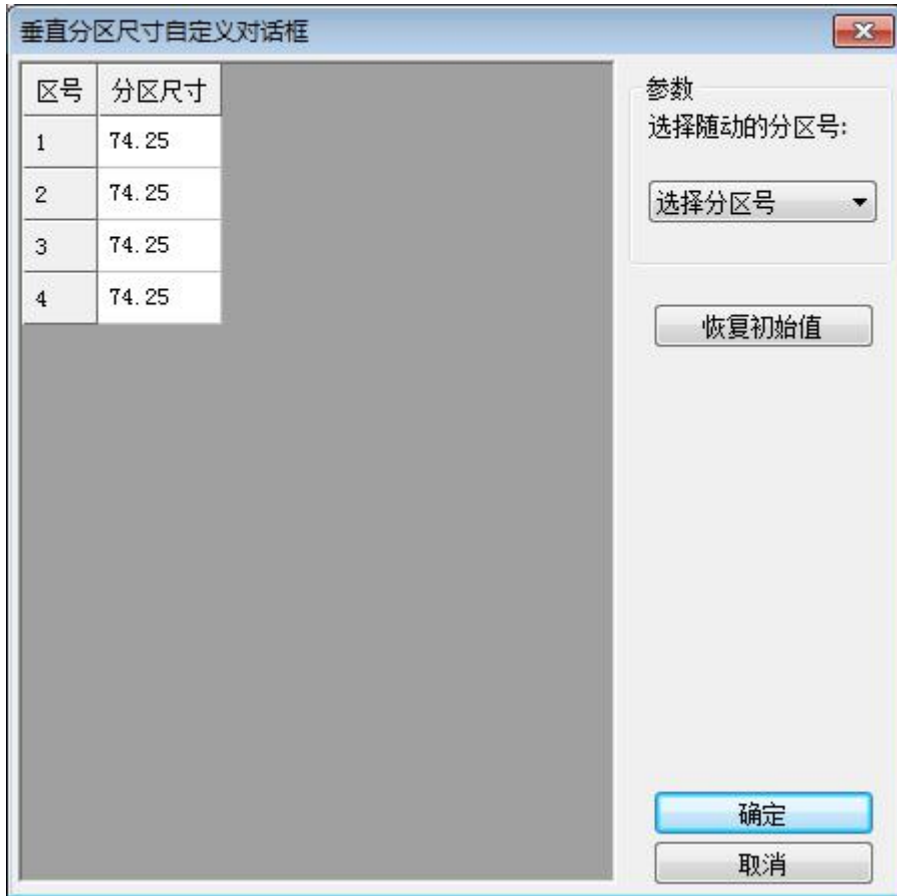 垂直分区尺寸自定义对话框
区号 分区尺寸
1 74.25
2 74.25
3 74.25
4 74.25
参数
选择随动的分区号:
选择分区号
恢复初始值
确定
取消